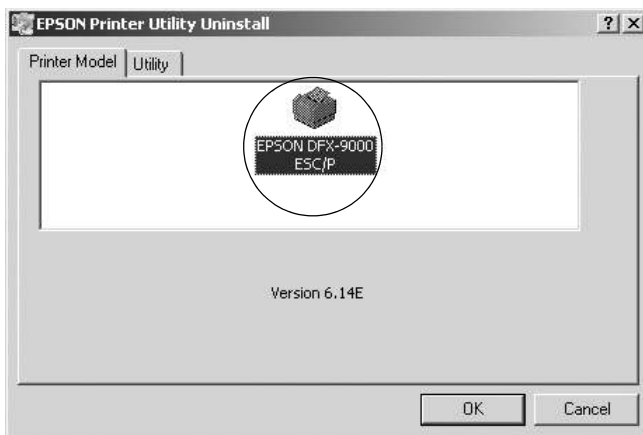 EPSON Printer Utility Uninstall
Printer Model
Utility
EPSON DFX-9000
ESC/P
Version 6.14E
OK
Cancel